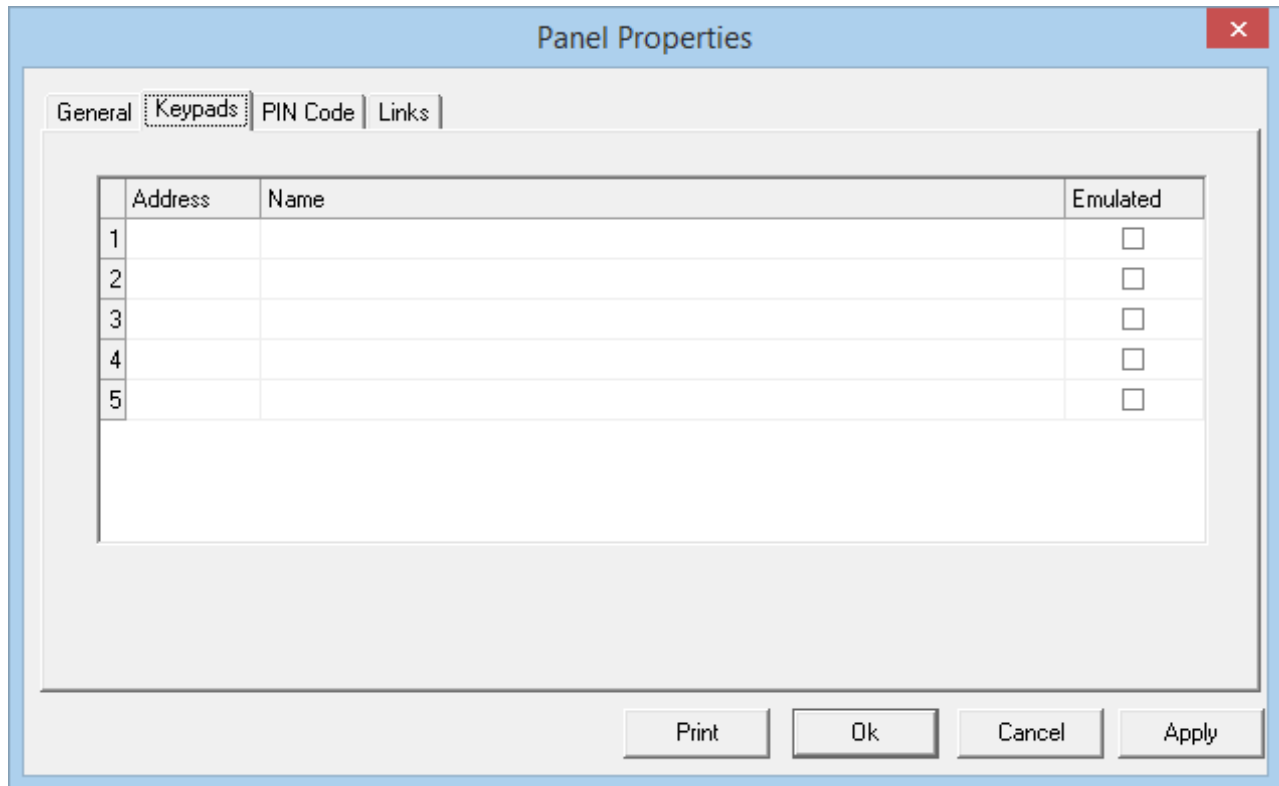 Panel Properties
General Keypads PIN Code Links
Address Name Emulated
1
2
3
4
5
Print Ok Cancel Apply